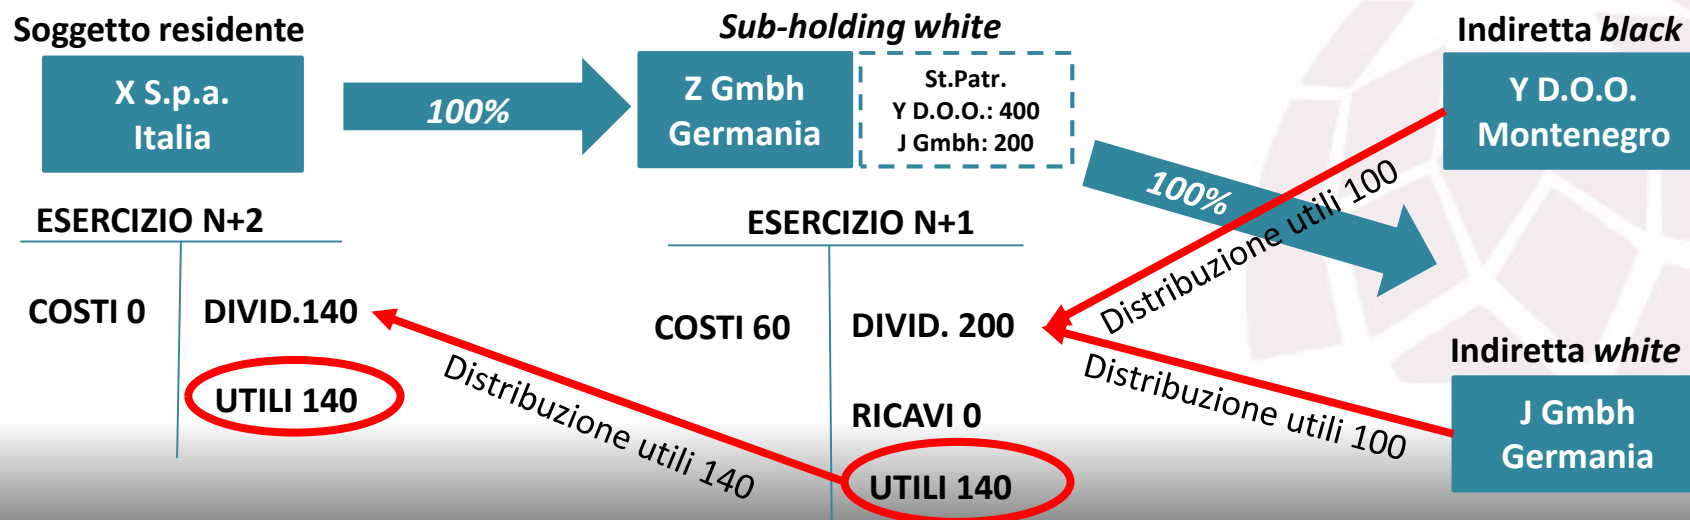 Soggetto residente
X S.p.a.
Italia
100%
Sub-holding white
Z Gmbh
Germania
St.Patr.
Y D.O.O.: 400
J Gmbh: 200
100%
Indiretta black
Y D.O.O.
Montenegro
ESERCIZIO N+2
COSTI 0
DIVID.140
UTILI 140
Distribuzione utili 140
ESERCIZIO N+1
COSTI 60
DIVID. 200
RICAVI 0
UTILI 140
Distribuzione utili 100
Distribuzione utili 100
Indiretta white
J Gmbh
Germania